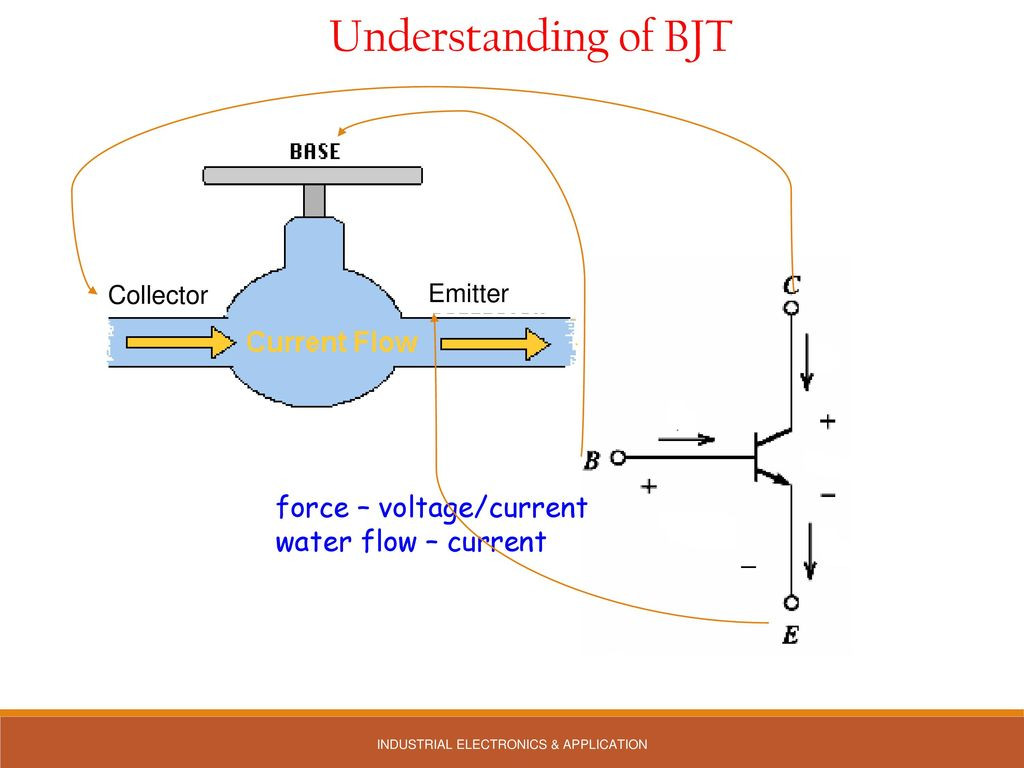 Understanding of BJT
BASE
Collector
Emitter
Current Flow
C
+
B
+
−
force – voltage/current
water flow – current
−
E
INDUSTRIAL ELECTRONICS & APPLICATION